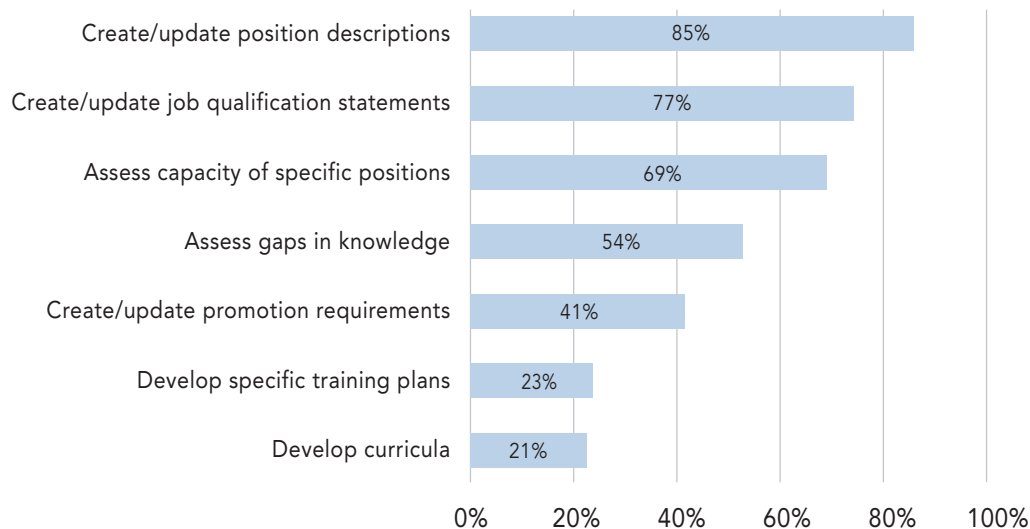 Create/update position descriptions 85%
Create/update job qualification statements 77%
Assess capacity of specific positions 69%
Assess gaps in knowledge 54%
Create/update promotion requirements 41%
Develop specific training plans 23%
Develop curricula 21%
0% 20% 40% 60% 80% 100%